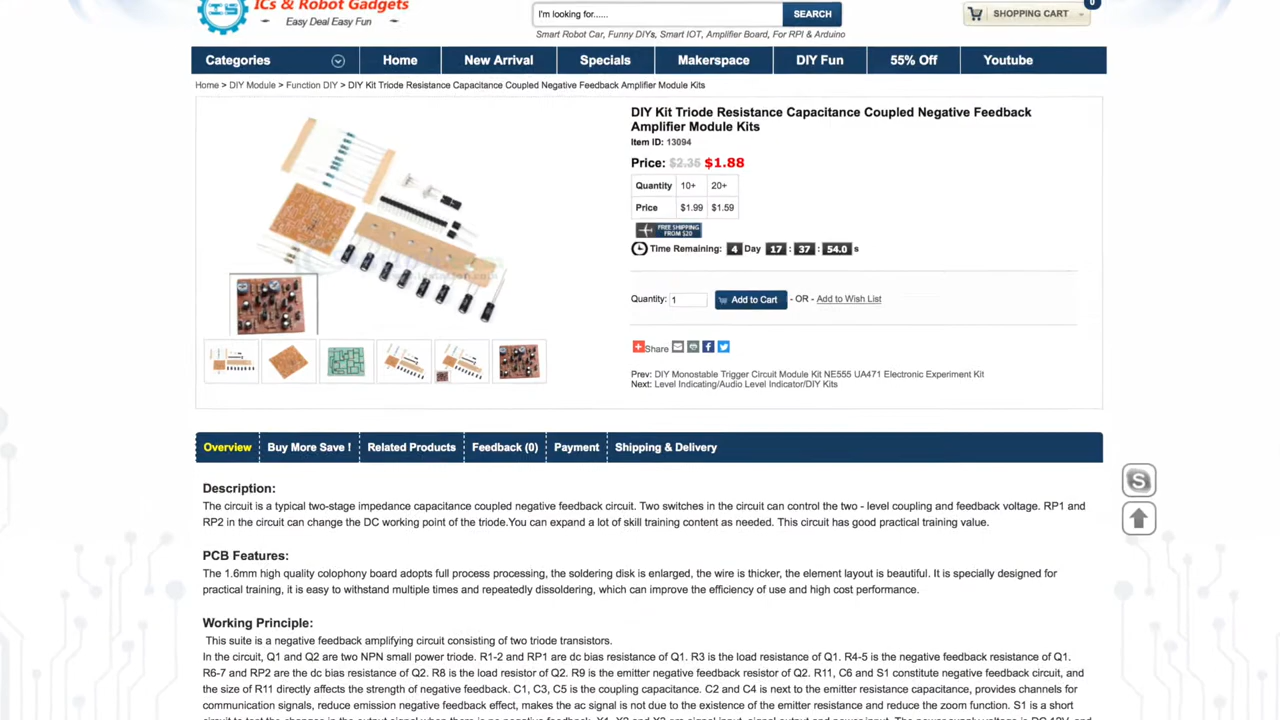 ICs & Robot Gadgets
Easy Deal Easy Fun
I'm looking for......
SEARCH
SHOPPING CART
0
Smart Robot Car, Funny DIYs, Smart IOT, Amplifier Board, For RPI & Arduino
Categories Home New Arrival Specials Makerspace DIY Fun 55% Off Youtube
Home > DIY Module > Function DIY > DIY Kit Triode Resistance Capacitance Coupled Negative Feedback Amplifier Module Kits
DIY Kit Triode Resistance Capacitance Coupled Negative Feedback
Amplifier Module Kits
Item ID: 13094
Price: $2.35 $1.88
Quantity 10+ 20+
Price $1.99 $1.59
FREE SHIPPING
FROM $20
Time Remaining: 4 Day 17 : 37 : 54.0 s
Quantity: 1 Add to Cart - OR - Add to Wish List
Share
Prev: DIY Monostable Trigger Circuit Module Kit NE555 UA471 Electronic Experiment Kit
Next: Level Indicating/Audio Level Indicator/DIY Kits
Overview Buy More Save ! Related Products Feedback (0) Payment Shipping & Delivery
Description:
The circuit is a typical two-stage impedance capacitance coupled negative feedback circuit. Two switches in the circuit can control the two - level coupling and feedback voltage. RP1 and
RP2 in the circuit can change the DC working point of the triode.You can expand a lot of skill training content as needed. This circuit has good practical training value.
PCB Features:
The 1.6mm high quality colophony board adopts full process processing, the soldering disk is enlarged, the wire is thicker, the element layout is beautiful. It is specially designed for
practical training, it is easy to withstand multiple times and repeatedly dissoldering, which can improve the efficiency of use and high cost performance.
Working Principle:
This suite is a negative feedback amplifying circuit consisting of two triode transistors.
In the circuit, Q1 and Q2 are two NPN small power triode. R1-2 and RP1 are dc bias resistance of Q1. R3 is the load resistance of Q1. R4-5 is the negative feedback resistance of Q1.
R6-7 and RP2 are the dc bias resistance of Q2. R8 is the load resistor of Q2. R9 is the emitter negative feedback resistor of Q2. R11, C6 and S1 constitute negative feedback circuit, and
the size of R11 directly affects the strength of negative feedback. C1, C3, C5 is the coupling capacitance. C2 and C4 is next to the emitter resistance capacitance, provides channels for
communication signals, reduce emission negative feedback effect, makes the ac signal is not due to the existence of the emitter resistance and reduce the zoom function. S1 is a short